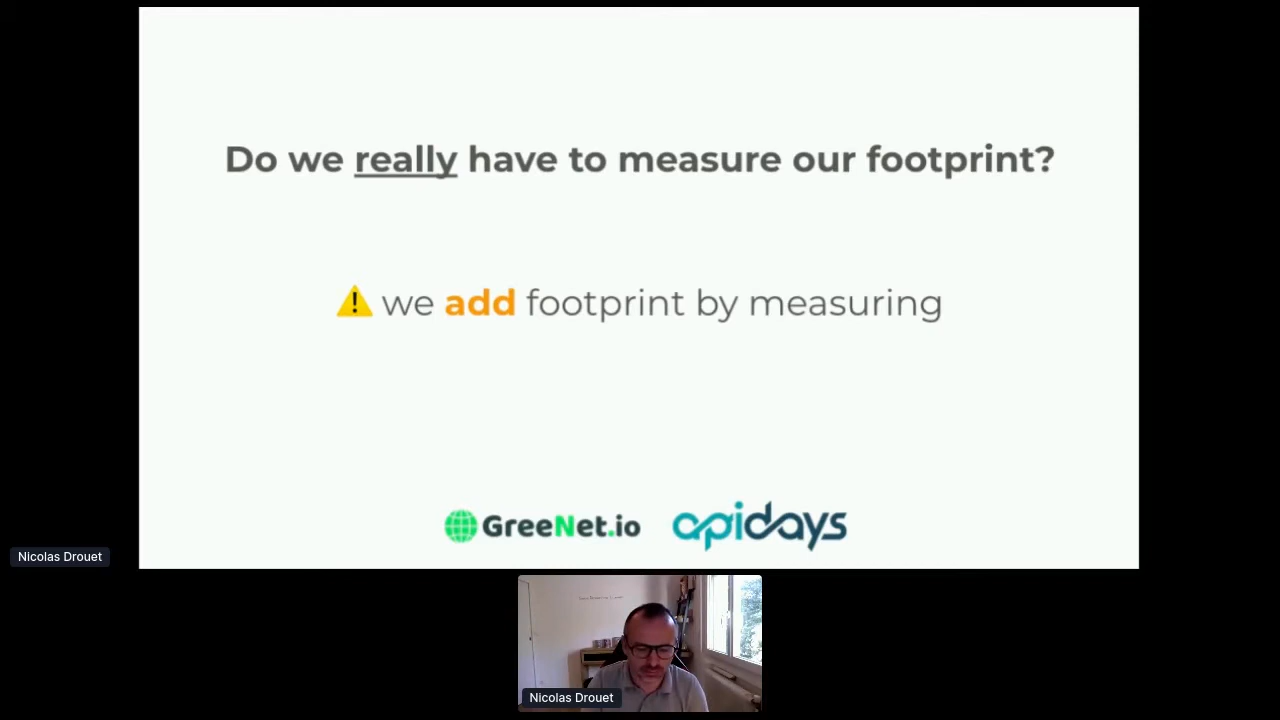 Do we really have to measure our footprint?
we add footprint by measuring
GreeNet.io
apidays
Nicolas Drouet
Nicolas Drouet